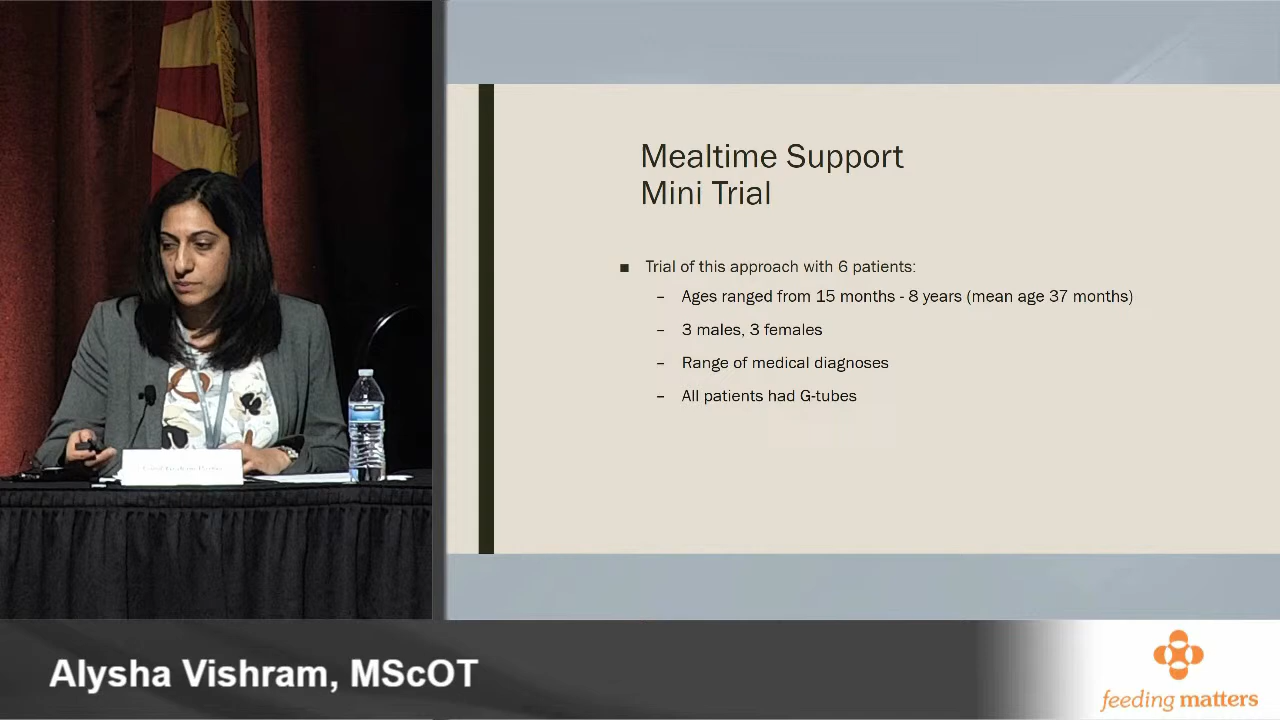 Mealtime Support
Mini Trial
■ Trial of this approach with 6 patients:
– Ages ranged from 15 months - 8 years (mean age 37 months)
– 3 males, 3 females
– Range of medical diagnoses
– All patients had G-tubes
Alysha Vishram, MScOT
feeding matters